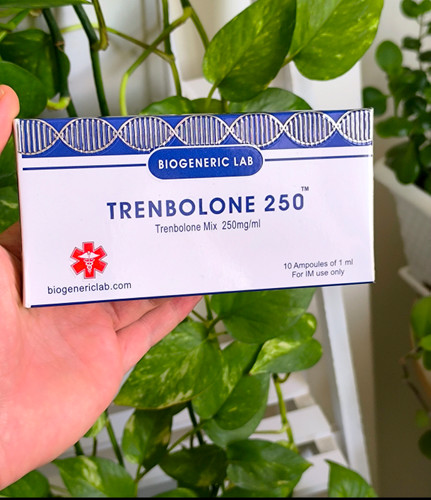 BIOGENERIC LAB
TRENBOLONE 250™
Trenbolone Mix 250mg/ml
10 Ampoules of 1 ml
For IM use only
biogenericlab.com